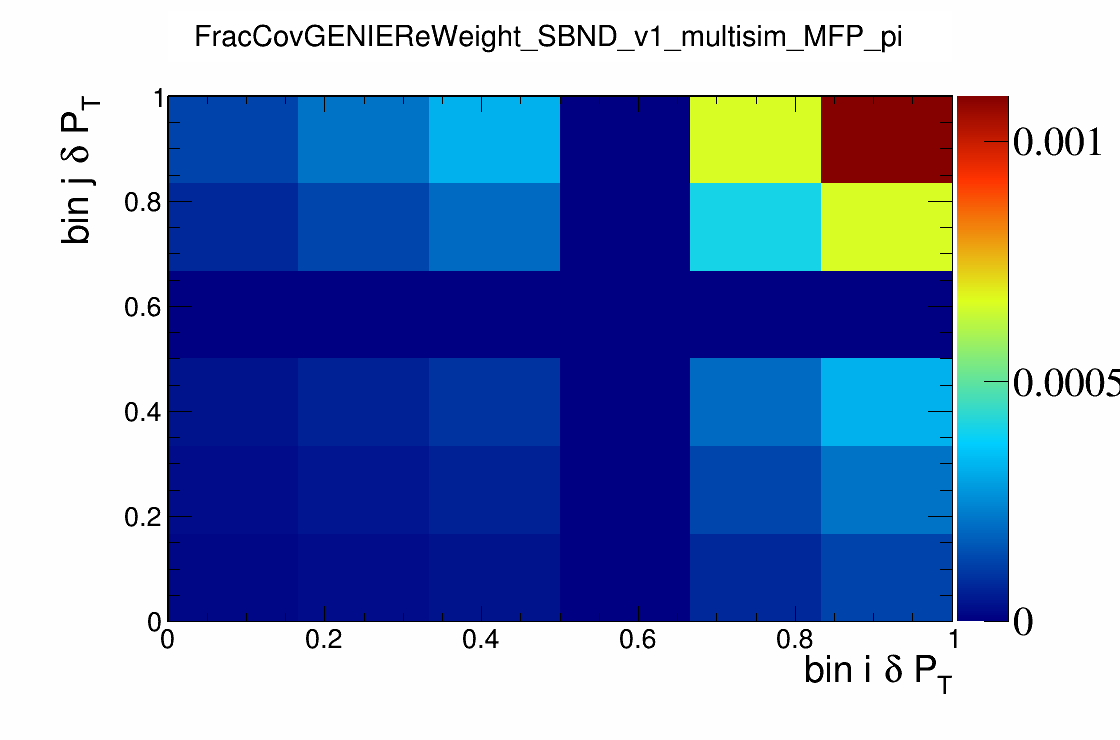 FracCovGENIEReWeight_SBND_v1_multisim_MFP_pi
bin j δ P_T
1
0.8
0.6
0.4
0.2
0
0 0.2 0.4 0.6 0.8 1
bin i δ P_T
0.001
0.0005
0